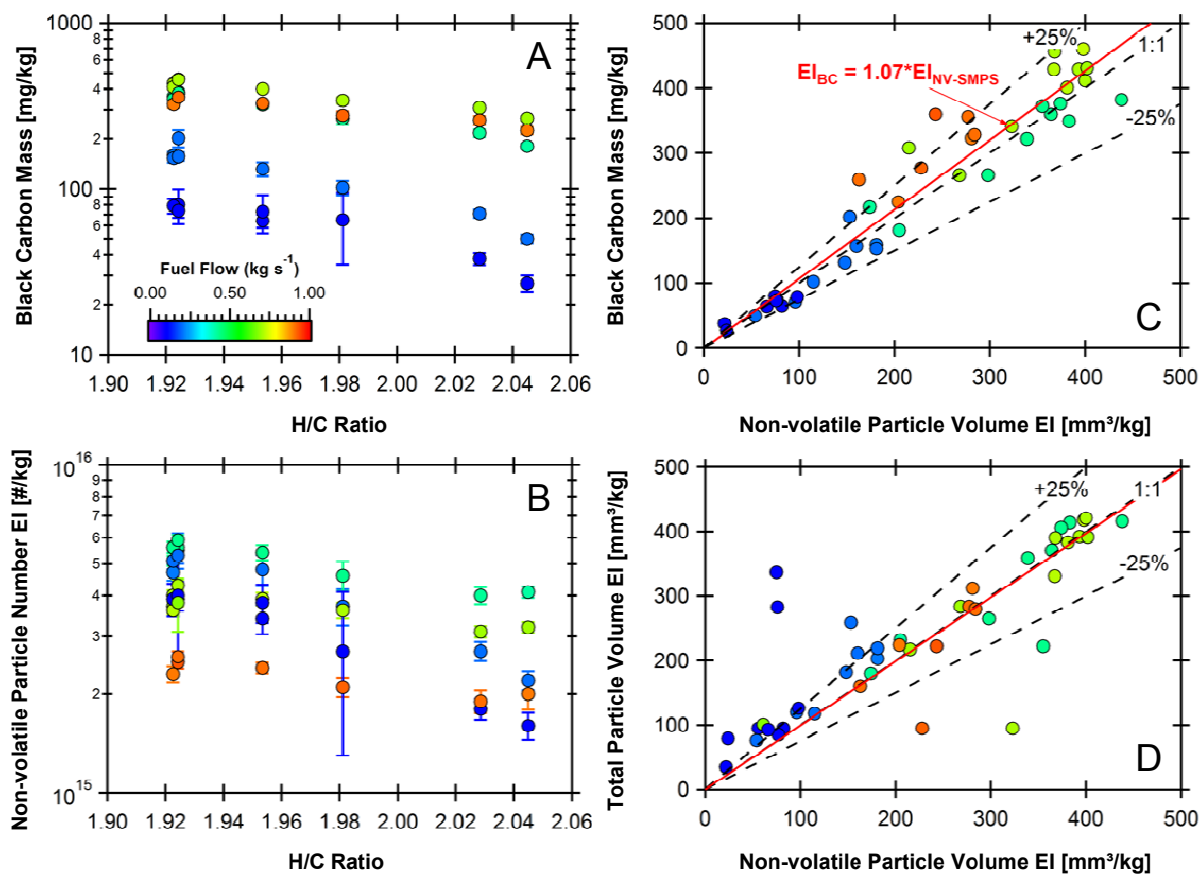 1000
8
6
4
2
100
8
6
4
2
10
Black Carbon Mass [mg/kg]
A
Fuel Flow (kg s⁻¹)
0.00 0.50 1.00
1.90 1.92 1.94 1.96 1.98 2.00 2.02 2.04 2.06
H/C Ratio
500
400
300
200
100
0
Black Carbon Mass [mg/kg]
C
+25%
1:1
-25%
EI_BC = 1.07*EI_NV-SMPS
0 100 200 300 400 500
Non-volatile Particle Volume EI [mm³/kg]
10¹⁶
9
8
7
6
5
4
3
2
10¹⁵
Non-volatile Particle Number EI [#/kg]
B
1.90 1.92 1.94 1.96 1.98 2.00 2.02 2.04 2.06
H/C Ratio
500
400
300
200
100
0
Total Particle Volume EI [mm³/kg]
D
+25%
1:1
-25%
0 100 200 300 400 500
Non-volatile Particle Volume EI [mm³/kg]